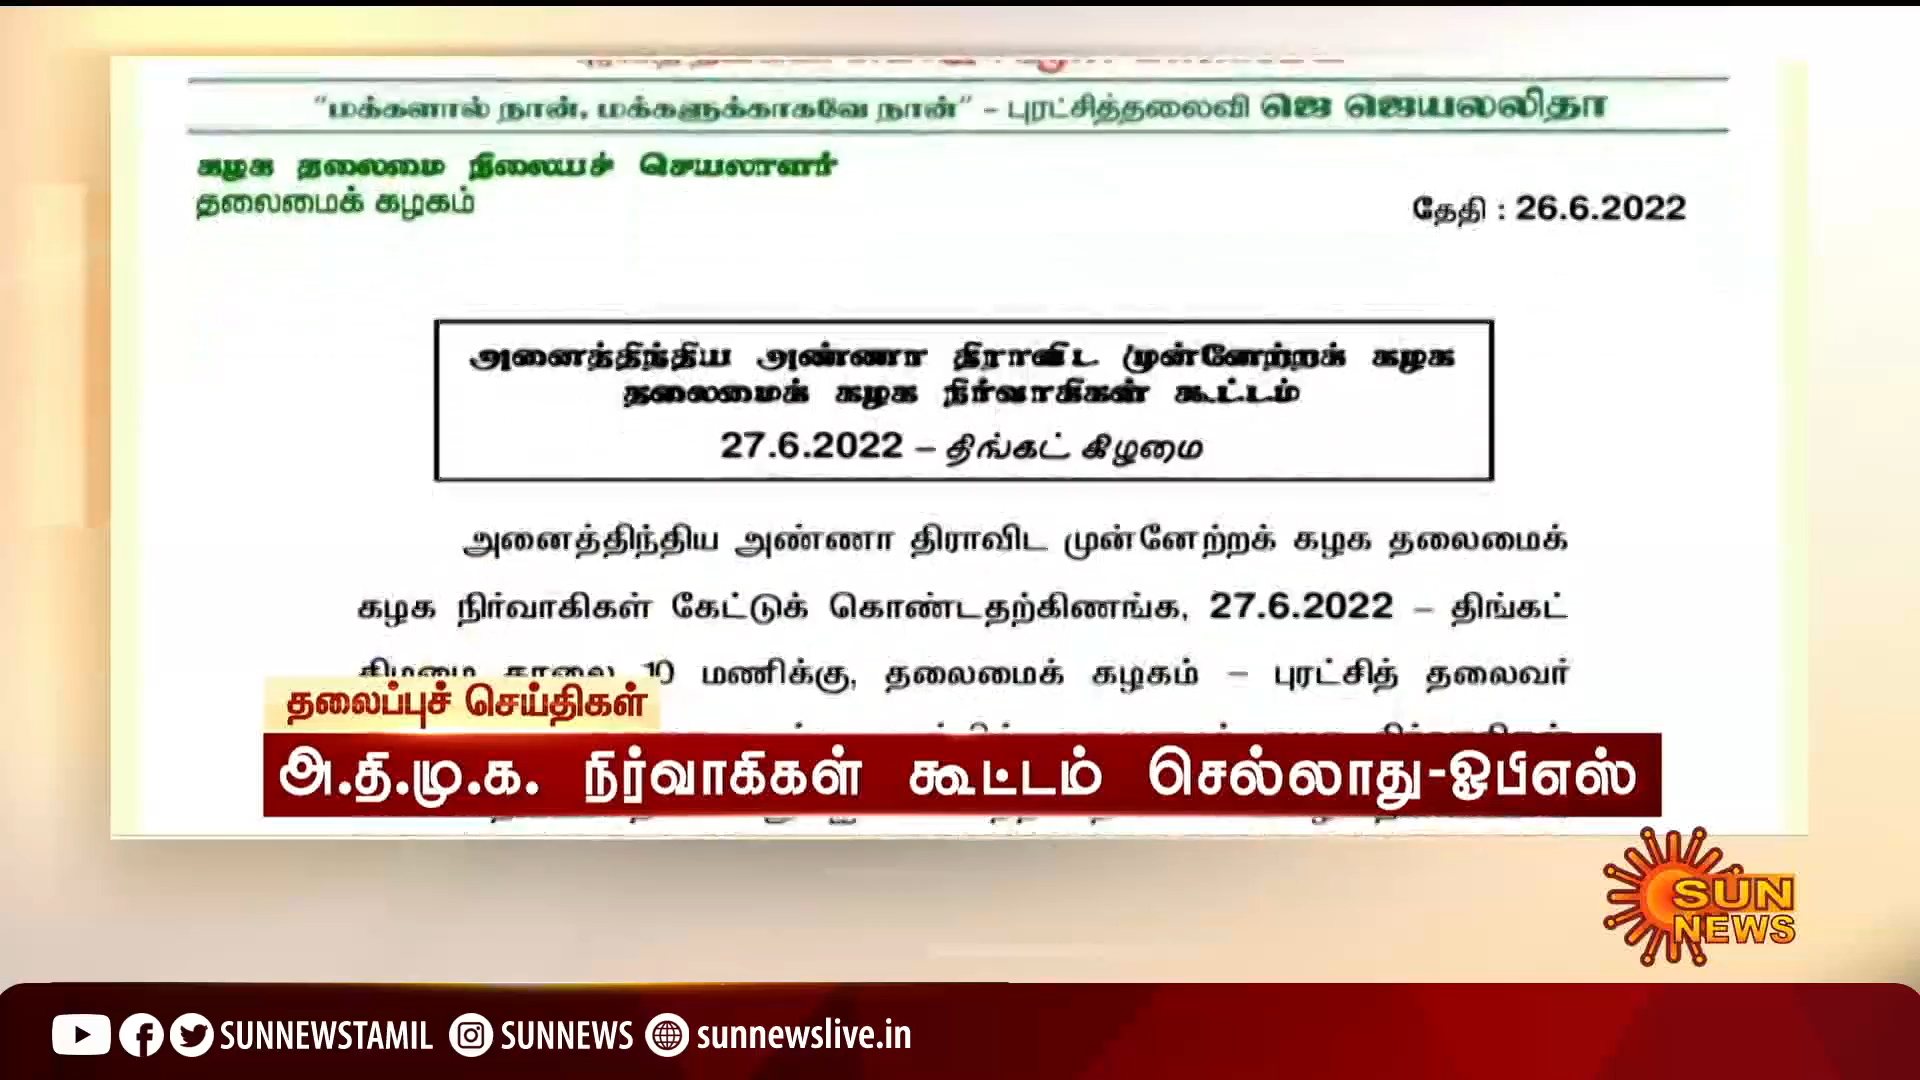 “மக்களால் நான், மக்களுக்காகவே நான்” – புரட்சித்தலைவி ஜெ ஜெயலலிதா
கழக தலைமை நிலையச் செயலாளர்
தலைமைக் கழகம்
தேதி : 26.6.2022
அனைத்திந்திய அண்ணா திராவிட முன்னேற்றக் கழக
தலைமைக் கழக நிர்வாகிகள் கூட்டம்
27.6.2022 – திங்கட் கிழமை
அனைத்திந்திய அண்ணா திராவிட முன்னேற்றக் கழக தலைமைக்
கழக நிர்வாகிகள் கேட்டுக் கொண்டதற்கிணங்க, 27.6.2022 – திங்கட்
கிழமை காலை 10 மணிக்கு, தலைமைக் கழகம் – புரட்சித் தலைவர்
தலைப்புச் செய்திகள்
அ.தி.மு.க. நிர்வாகிகள் கூட்டம் செல்லாது-ஓபிஎஸ்
SUN
NEWS
SUNNEWSTAMIL SUNNEWS sunnewslive.in